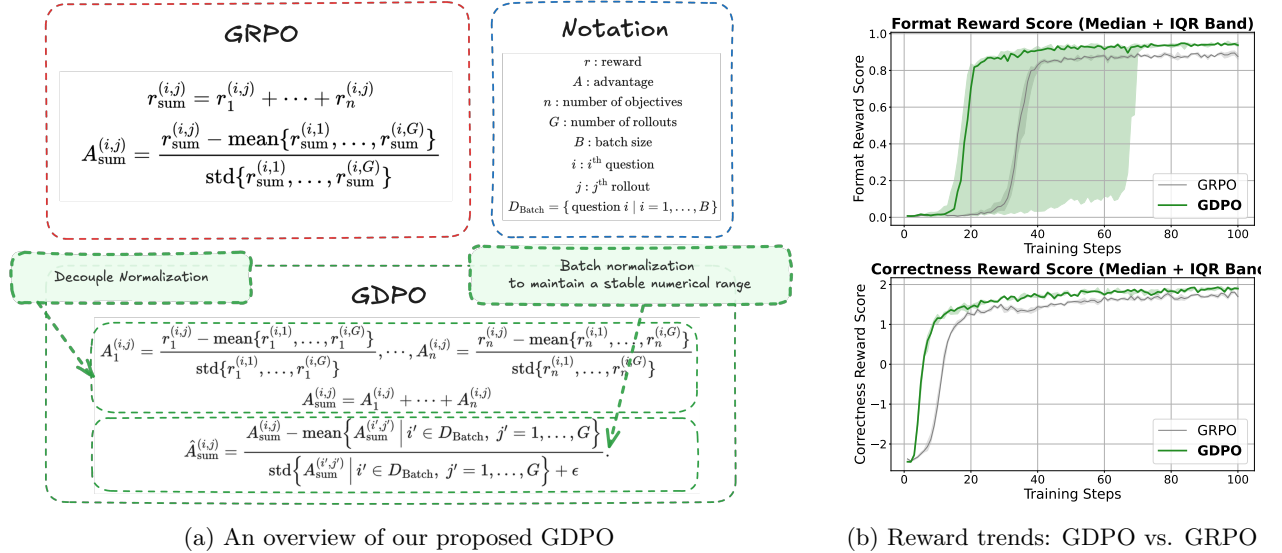 GRPO
r_sum^(i,j) = r_1^(i,j) + ··· + r_n^(i,j)
A_sum^(i,j) = (r_sum^(i,j) − mean{r_sum^(i,1), . . . , r_sum^(i,G)}) / (std{r_sum^(i,1), . . . , r_sum^(i,G)})
Notation
r : reward
A : advantage
n : number of objectives
G : number of rollouts
B : batch size
i : i^th question
j : j^th rollout
D_Batch = { question i | i = 1, . . . , B }
Decouple Normalization
Batch normalization
to maintain a stable numerical range
GDPO
A_1^(i,j) = (r_1^(i,j) − mean{r_1^(i,1), . . . , r_1^(i,G)}) / (std{r_1^(i,1), . . . , r_1^(i,G)}), ··· , A_n^(i,j) = (r_n^(i,j) − mean{r_n^(i,1), . . . , r_n^(i,G)}) / (std{r_n^(i,1), . . . , r_n^(i,G)})
A_sum^(i,j) = A_1^(i,j) + ··· + A_n^(i,j)
Â_sum^(i,j) = (A_sum^(i,j) − mean{A_sum^(i′,j′) | i′ ∈ D_Batch, j′ = 1, . . . , G}) / (std{A_sum^(i′,j′) | i′ ∈ D_Batch, j′ = 1, . . . , G} + ϵ) .
(a) An overview of our proposed GDPO
Format Reward Score (Median + IQR Band)
Format Reward Score
1.0
0.8
0.6
0.4
0.2
0.0
GRPO
GDPO
0 20 40 60 80 100
Training Steps
Correctness Reward Score (Median + IQR Band
Correctness Reward Score
2
1
0
−1
−2
GRPO
GDPO
0 20 40 60 80 100
Training Steps
(b) Reward trends: GDPO vs. GRPO